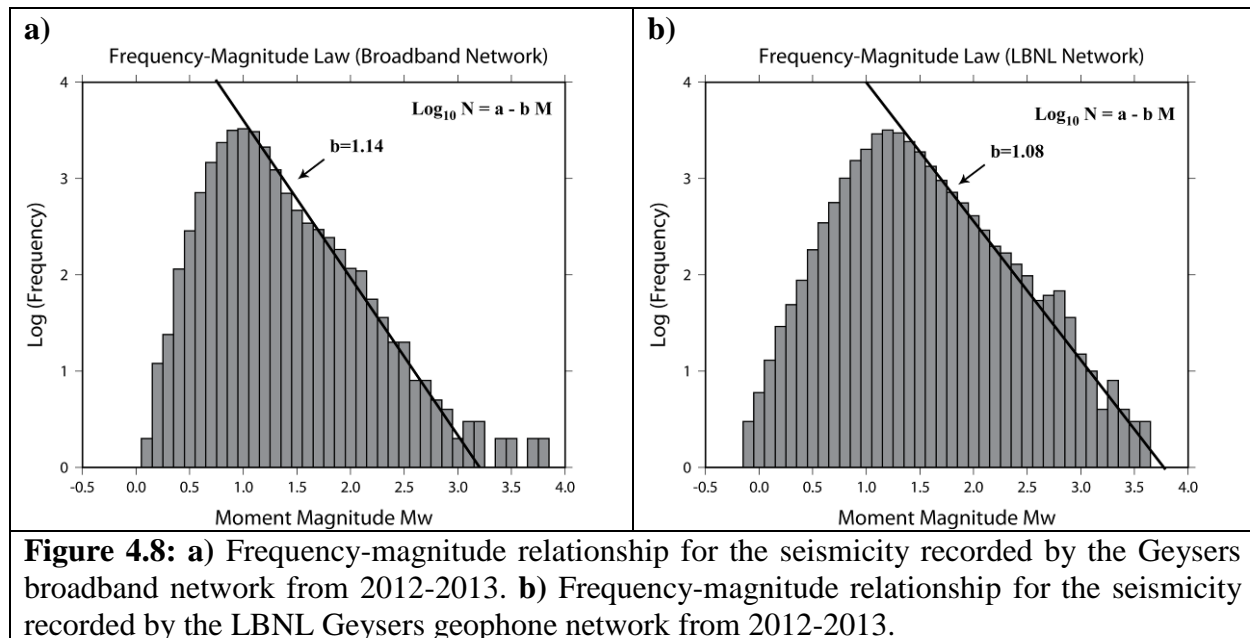 a)
Frequency-Magnitude Law (Broadband Network)
Log10 N = a - b M
b=1.14
4
3
2
1
0
Log (Frequency)
-0.5 0.0 0.5 1.0 1.5 2.0 2.5 3.0 3.5 4.0
Moment Magnitude Mw
b)
Frequency-Magnitude Law (LBNL Network)
Log10 N = a - b M
b=1.08
4
3
2
1
0
Log (Frequency)
-0.5 0.0 0.5 1.0 1.5 2.0 2.5 3.0 3.5 4.0
Moment Magnitude Mw
Figure 4.8: a) Frequency-magnitude relationship for the seismicity recorded by the Geysers
broadband network from 2012-2013. b) Frequency-magnitude relationship for the seismicity
recorded by the LBNL Geysers geophone network from 2012-2013.